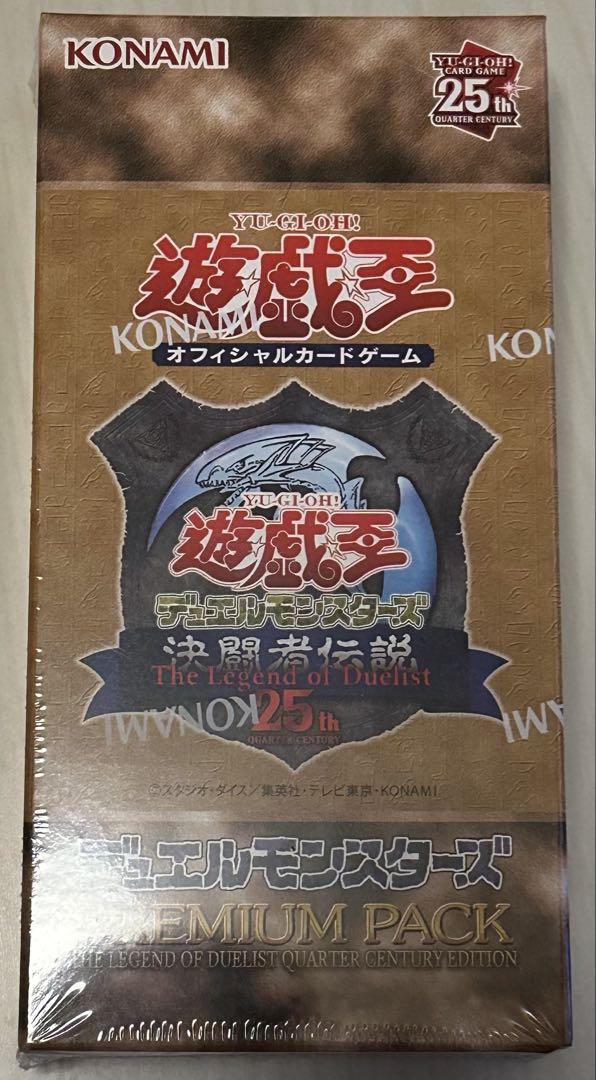 KONAMI
YU-GI-OH!
CARD GAME
25th
QUARTER CENTURY
YU-GI-OH!
遊戯王
KONAMI
KON
オフィシャルカードゲーム
YU-GI-OH!
遊戯王
デュエルモンスターズ
決闘者伝説
The Legend of Duelist
25th
QUARTER CENTURY
KONAMI
AMI
©スタジオ・ダイス/集英社・テレビ東京・KONAMI
デュエルモンスターズ
PREMIUM PACK
THE LEGEND OF DUELIST QUARTER CENTURY EDITION